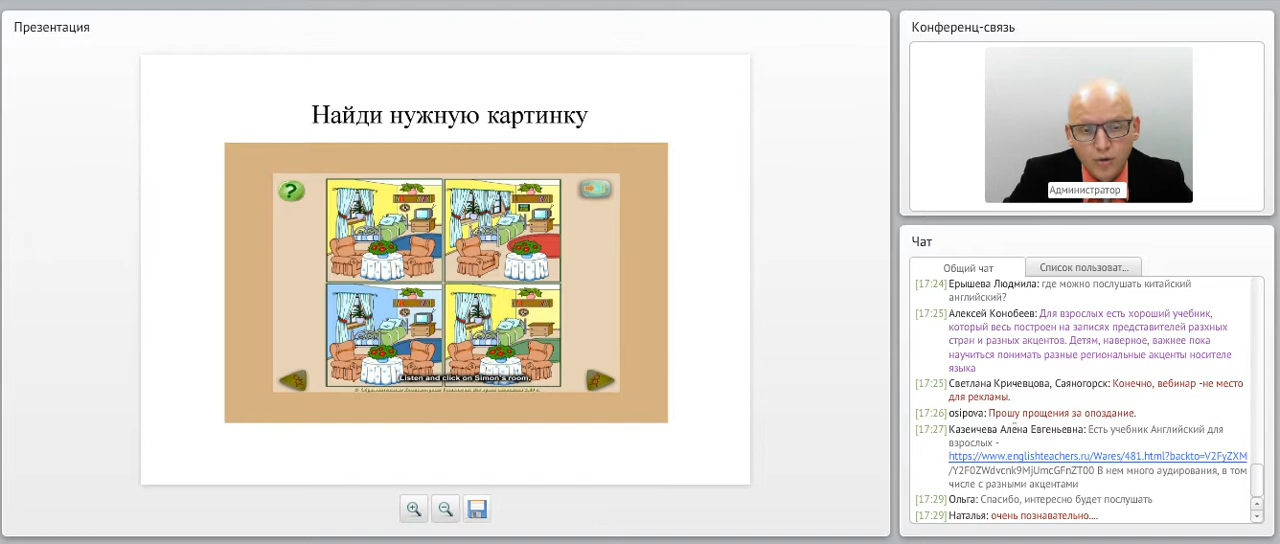 Презентация
Найди нужную картинку
?
Listen and click on Simon's room.
Конференц-связь
Администратор
Чат
Общий чат
Список пользоват...
[17:24] Ерышева Людмила: где можно послушать китайский
английский?
[17:25] Алексей Конобеев: Для взрослых есть хороший учебник,
который весь построен на записях представителей разхных
стран и разных акцентов. Детям, наверное, важнее пока
научиться понимать разные региональные акценты носителе
языка
[17:25] Светлана Кричевцова, Саяногорск: Конечно, вебинар -не место
для рекламы.
[17:26] osipova: Прошу прощения за опоздание.
[17:27] Казеичева Алёна Евгеньевна: Есть учебник Английский для
взрослых -
https://www.englishteachers.ru/Wares/481.html?backto=V2FyZXM
/Y2F0ZWdvcnk9MjUmcGFnZT00 В нем много аудирования, в том
числе с разными акцентами
[17:29] Ольга: Спасибо, интересно будет послушать
[17:29] Наталья: очень познавательно....